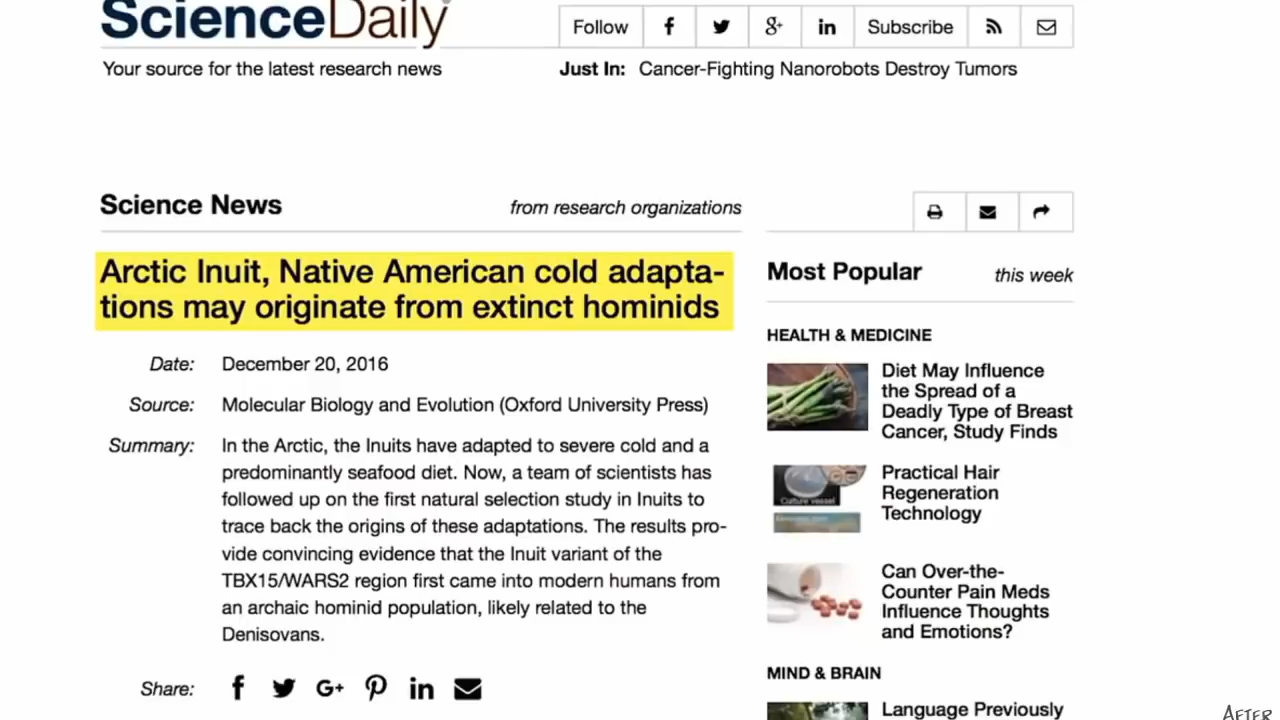 ScienceDaily
Follow
Subscribe
Your source for the latest research news
Just In: Cancer-Fighting Nanorobots Destroy Tumors
Science News
from research organizations
Arctic Inuit, Native American cold adapta-
tions may originate from extinct hominids
Date: December 20, 2016
Source: Molecular Biology and Evolution (Oxford University Press)
Summary: In the Arctic, the Inuits have adapted to severe cold and a
predominantly seafood diet. Now, a team of scientists has
followed up on the first natural selection study in Inuits to
trace back the origins of these adaptations. The results pro-
vide convincing evidence that the Inuit variant of the
TBX15/WARS2 region first came into modern humans from
an archaic hominid population, likely related to the
Denisovans.
Share:
Most Popular
this week
HEALTH & MEDICINE
Diet May Influence
the Spread of a
Deadly Type of Breast
Cancer, Study Finds
Culture vessel
Practical Hair
Regeneration
Technology
Can Over-the-
Counter Pain Meds
Influence Thoughts
and Emotions?
MIND & BRAIN
Language Previously
AFTER